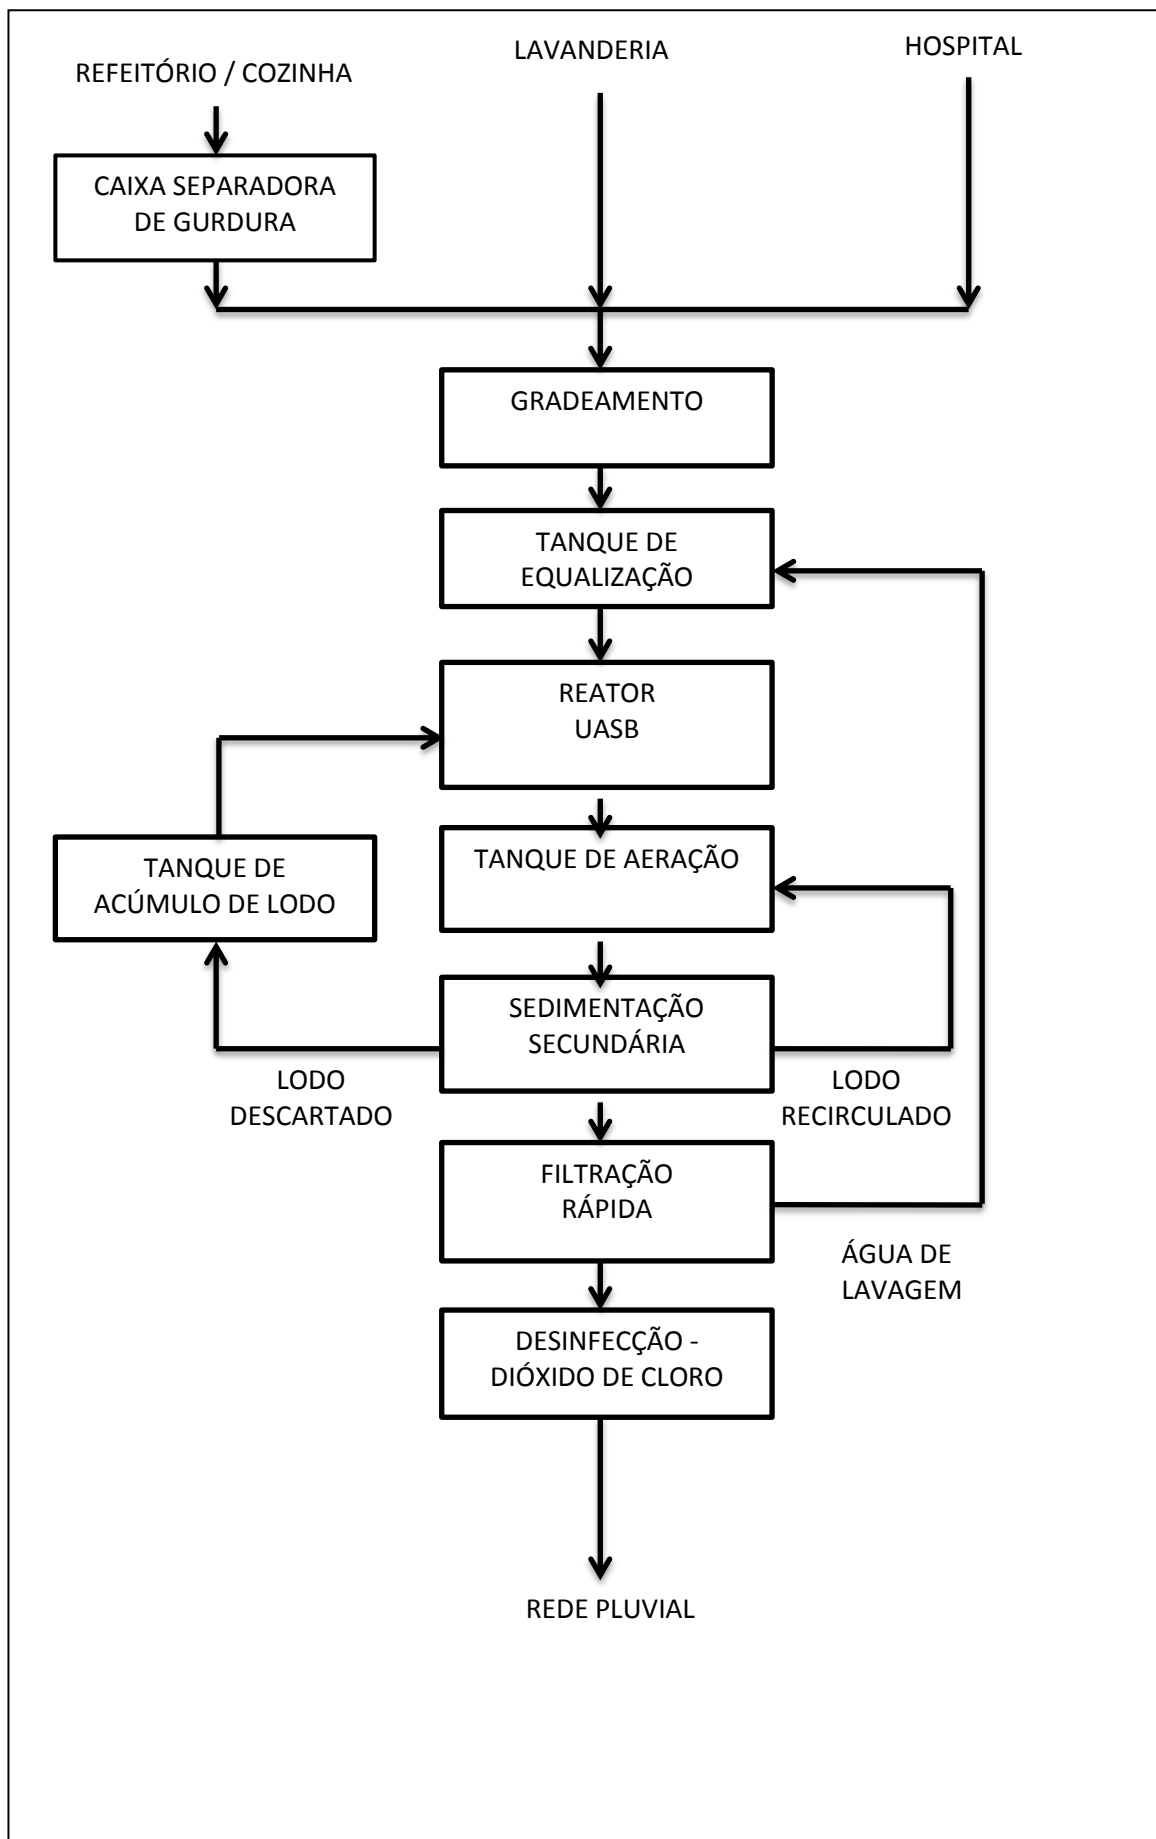 REFEITÓRIO / COZINHA
LAVANDERIA
HOSPITAL
CAIXA SEPARADORA
DE GURDURA
GRADEAMENTO
TANQUE DE
EQUALIZAÇÃO
REATOR
UASB
TANQUE DE AERAÇÃO
TANQUE DE
ACÚMULO DE LODO
SEDIMENTAÇÃO
SECUNDÁRIA
LODO
DESCARTADO
LODO
RECIRCULADO
FILTRAÇÃO
RÁPIDA
ÁGUA DE
LAVAGEM
DESINFECÇÃO -
DIÓXIDO DE CLORO
REDE PLUVIAL